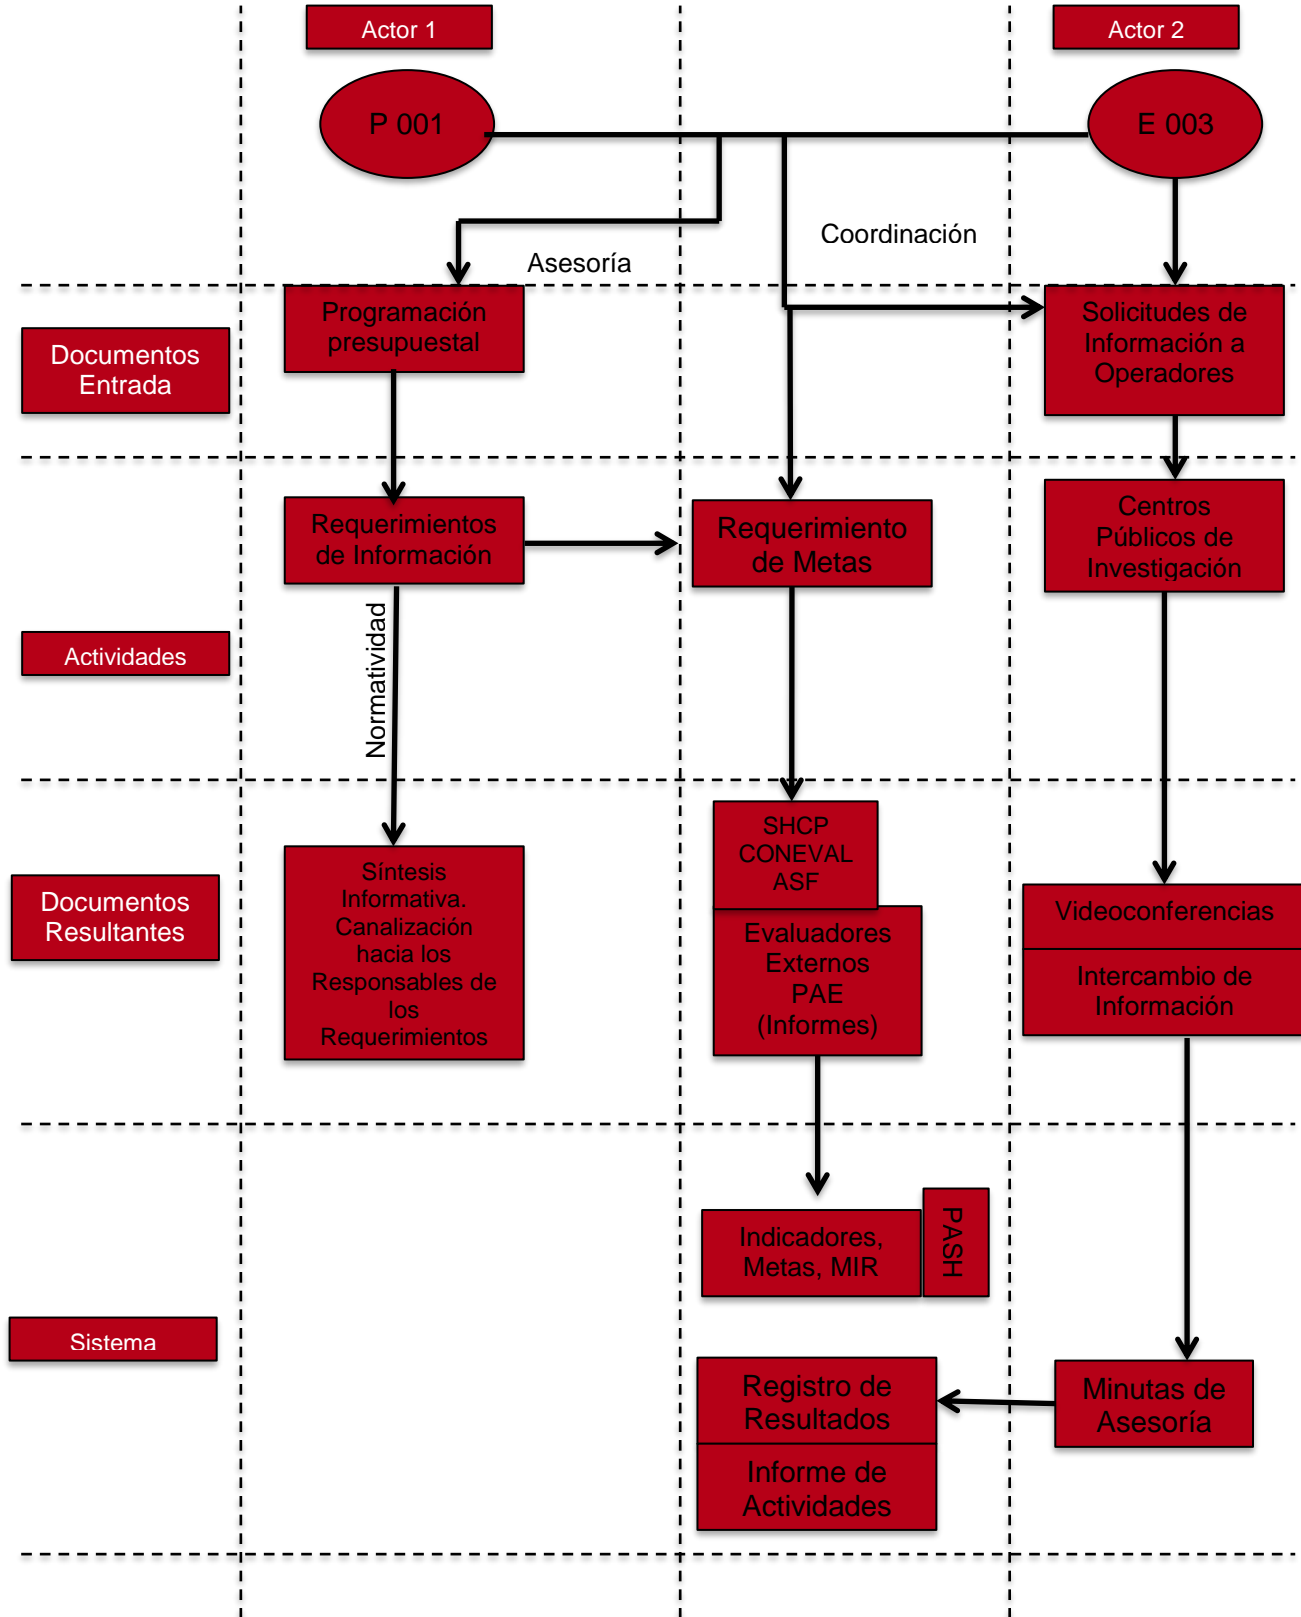 Actor 1
Actor 2
P 001
E 003
Coordinación
Asesoría
Documentos
Entrada
Programación
presupuestal
Solicitudes de
Información a
Operadores
Requerimientos
de Información
Requerimiento
de Metas
Centros
Públicos de
Investigación
Actividades
Normatividad
Documentos
Resultantes
Síntesis
Informativa.
Canalización
hacia los
Responsables de
los
Requerimientos
SHCP
CONEVAL
ASF
Evaluadores
Externos
PAE
(Informes)
Videoconferencias
Intercambio de
Información
Indicadores,
Metas, MIR
PASH
Sistema
Registro de
Resultados
Informe de
Actividades
Minutas de
Asesoría